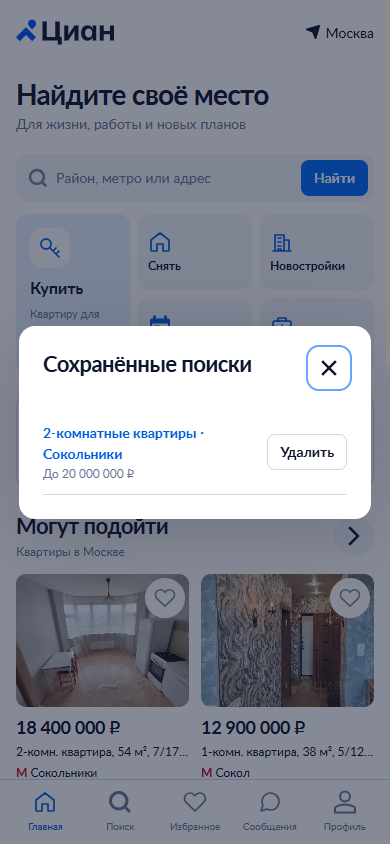 Циан
Москва
Найдите своё место
Для жизни, работы и новых планов
Район, метро или адрес
Найти
Купить
Квартиру для
Снять
Новостройки
Сохранённые поиски
2-комнатные квартиры ·
Сокольники
До 20 000 000 ₽
Удалить
Могут подойти
Квартиры в Москве
18 400 000 ₽
2-комн. квартира, 54 м², 7/17...
М Сокольники
12 900 000 ₽
1-комн. квартира, 38 м², 5/12...
М Сокол
Главная
Поиск
Избранное
Сообщения
Профиль